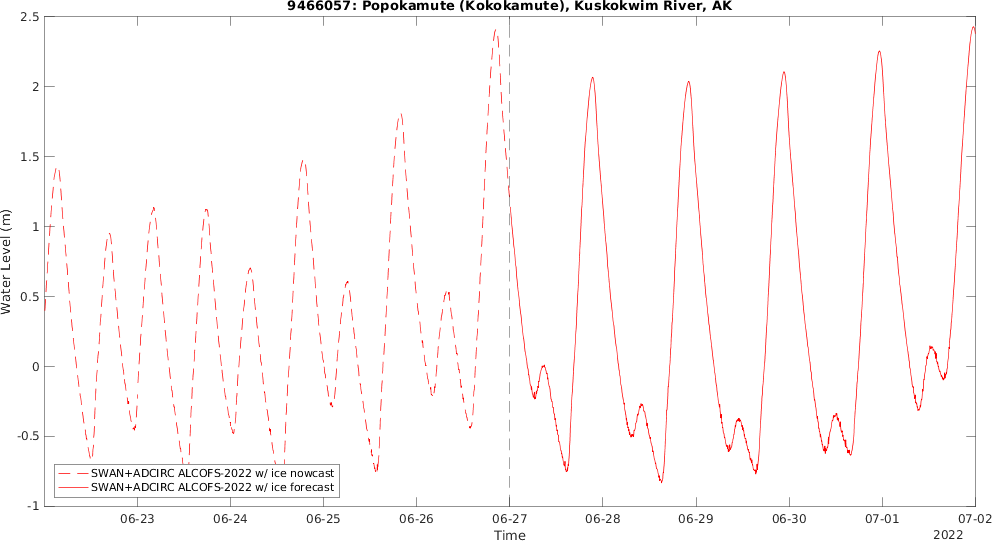 9466057: Popokamute (Kokokamute), Kuskokwim River, AK
2.5
2
1.5
1
0.5
0
-0.5
-1
Water Level (m)
SWAN+ADCIRC ALCOFS-2022 w/ ice nowcast
SWAN+ADCIRC ALCOFS-2022 w/ ice forecast
06-23 06-24 06-25 06-26 06-27 06-28 06-29 06-30 07-01 07-02
Time
2022